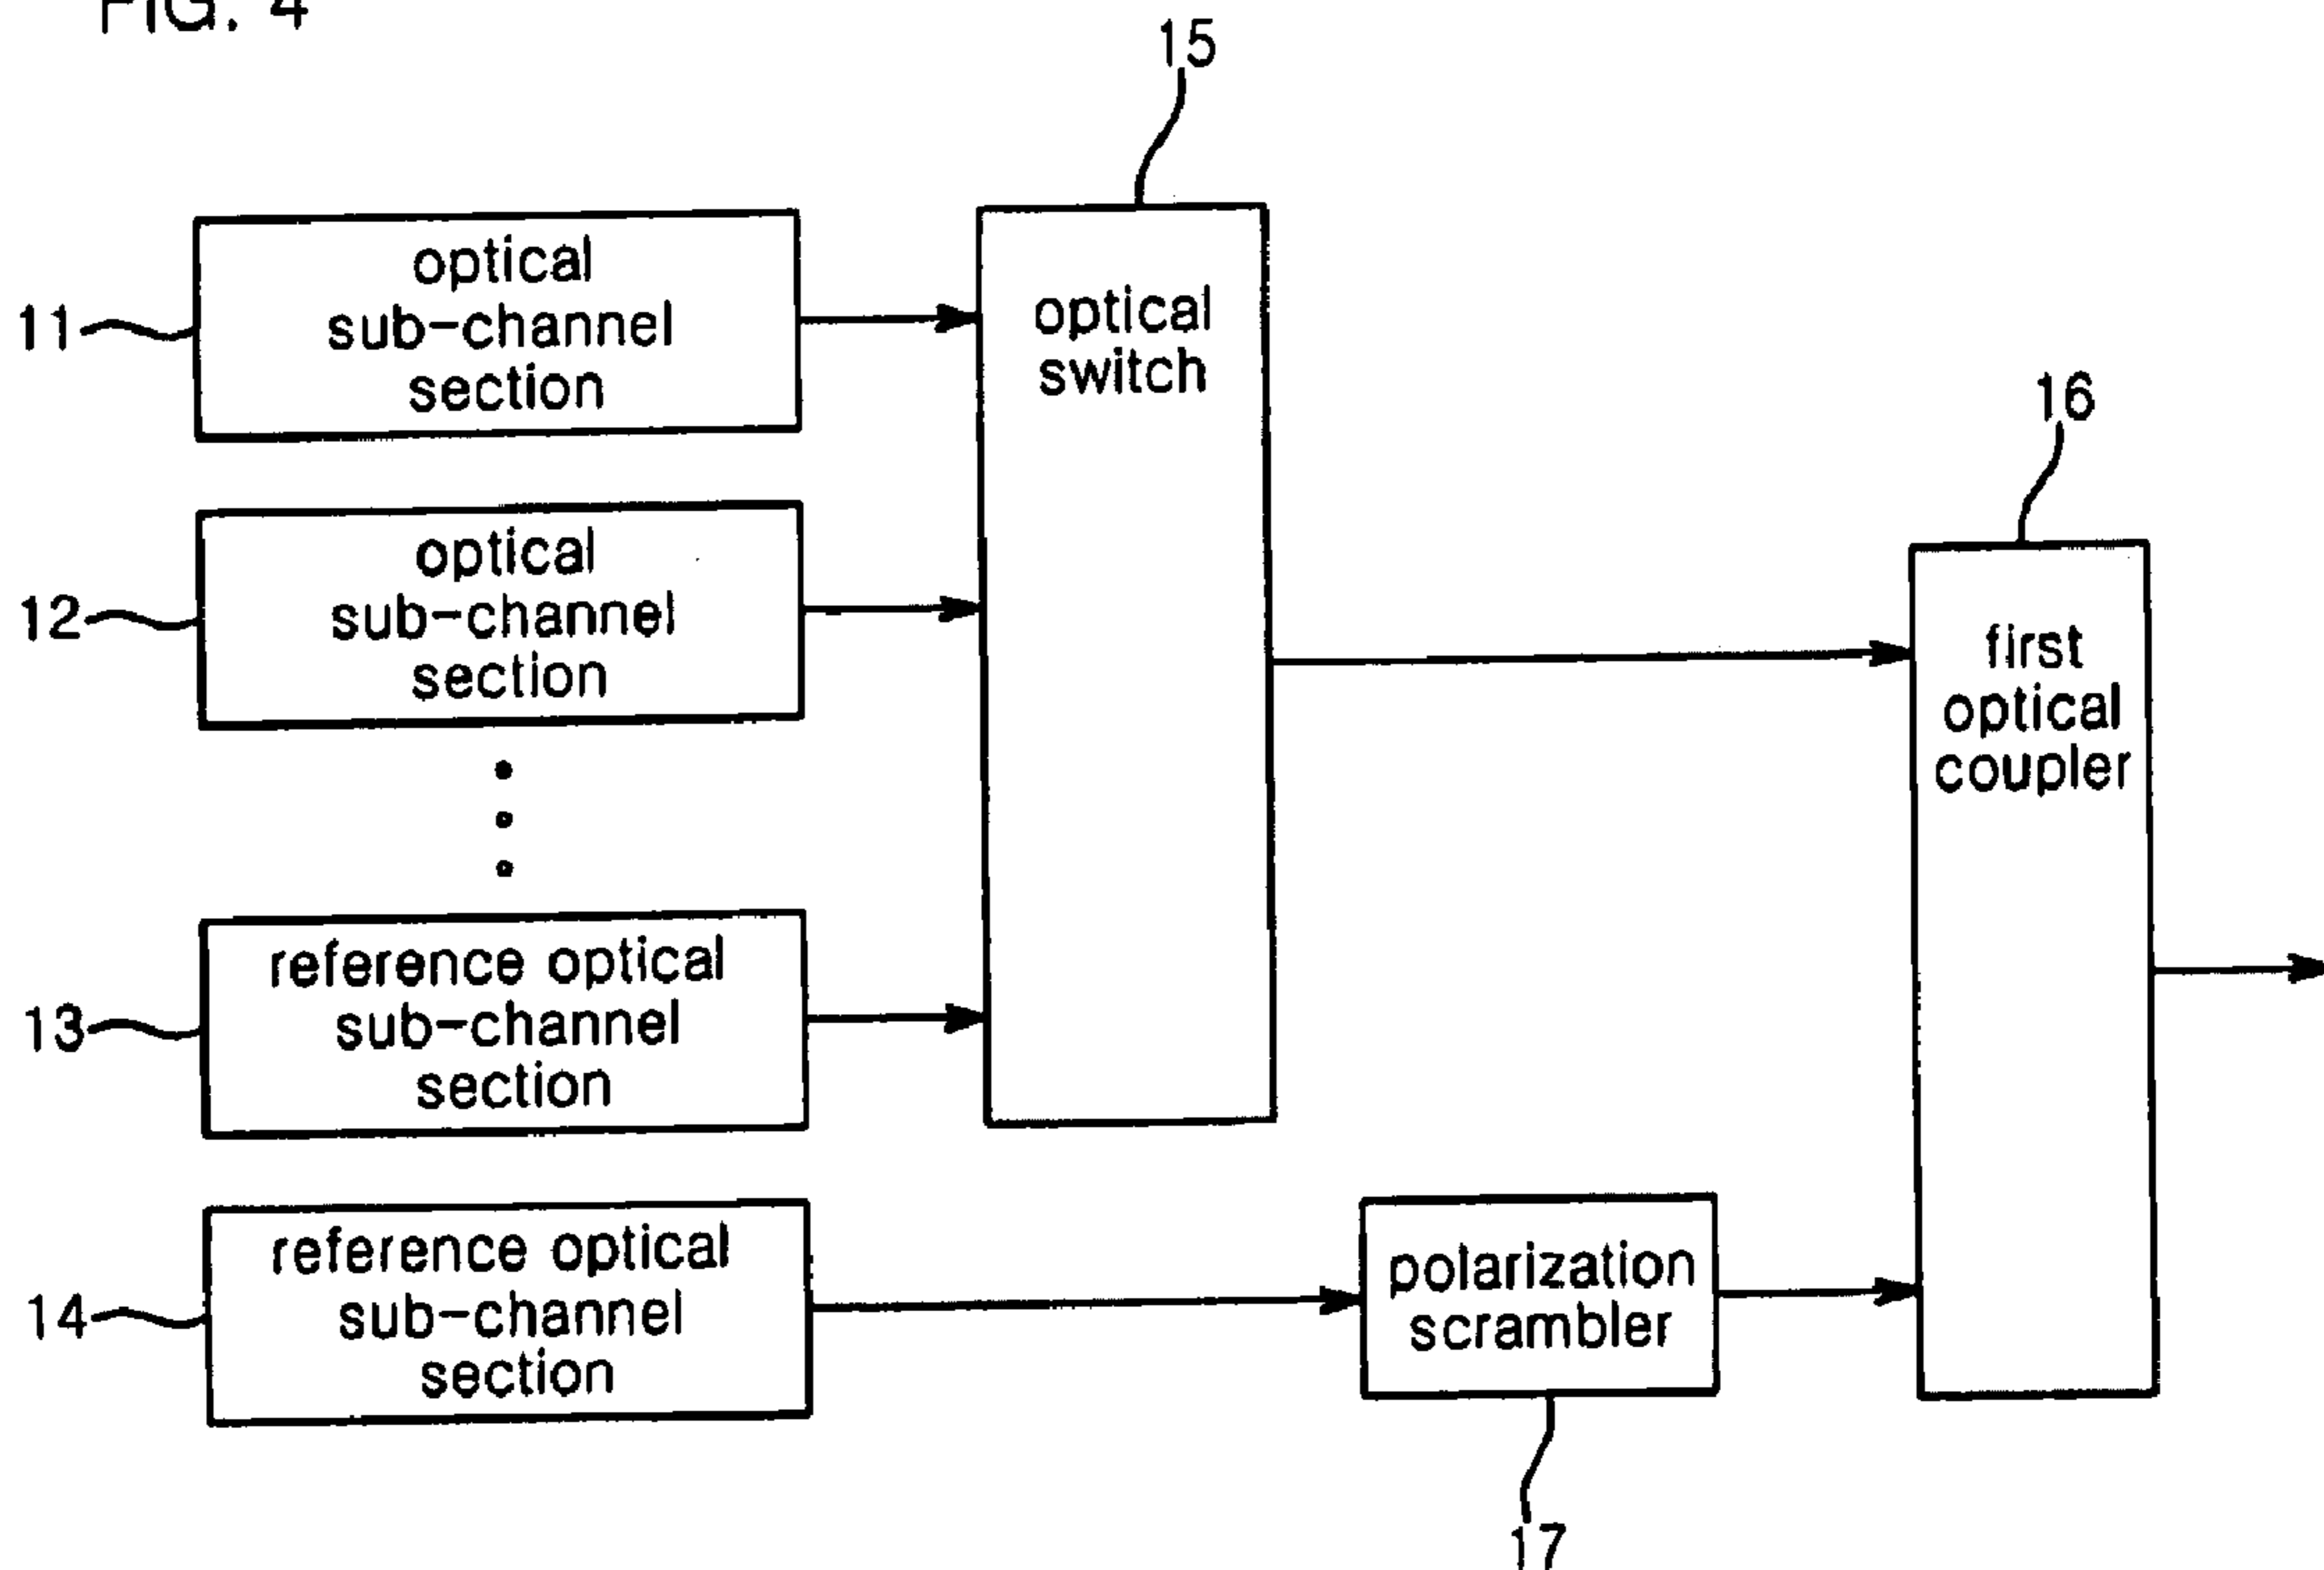 FIG. 4
15
optical
sub-channel
section
11
optical
switch
16
optical
sub-channel
section
12
first
optical
coupler
reference optical
sub-channel
section
13
reference optical
sub-channel
section
14
polarization
scrambler
17